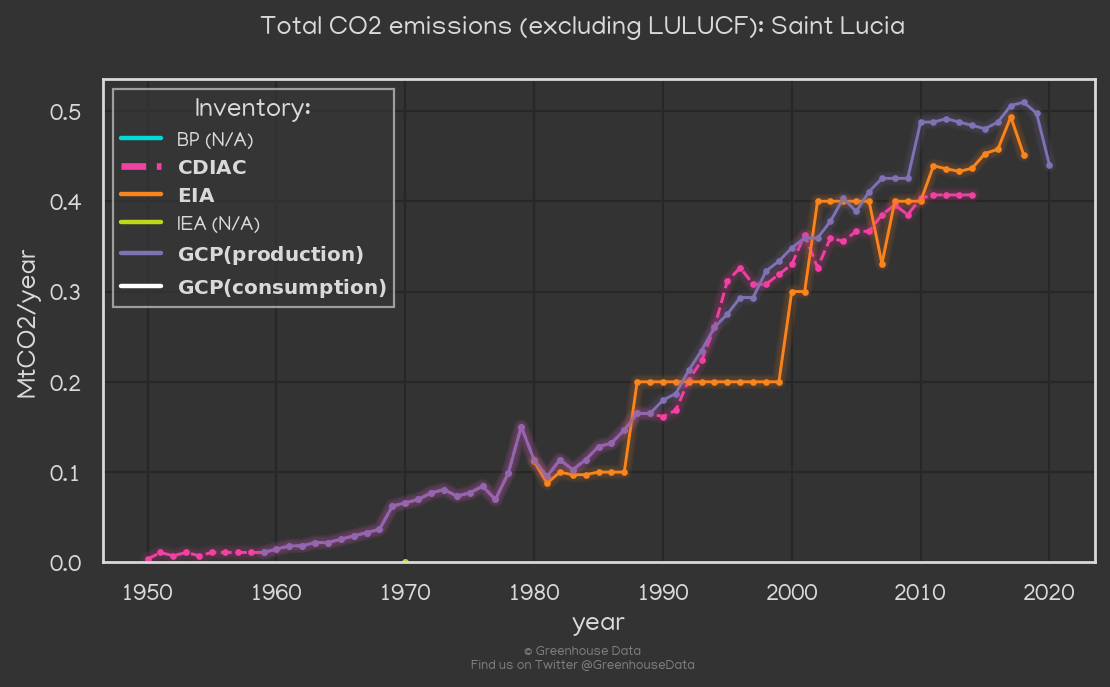 Total CO2 emissions (excluding LULUCF): Saint Lucia
Inventory:
BP (N/A)
CDIAC
EIA
IEA (N/A)
GCP(production)
GCP(consumption)
MtCO2/year
0.5
0.4
0.3
0.2
0.1
0.0
1950 1960 1970 1980 1990 2000 2010 2020
year
© Greenhouse Data
Find us on Twitter @GreenhouseData